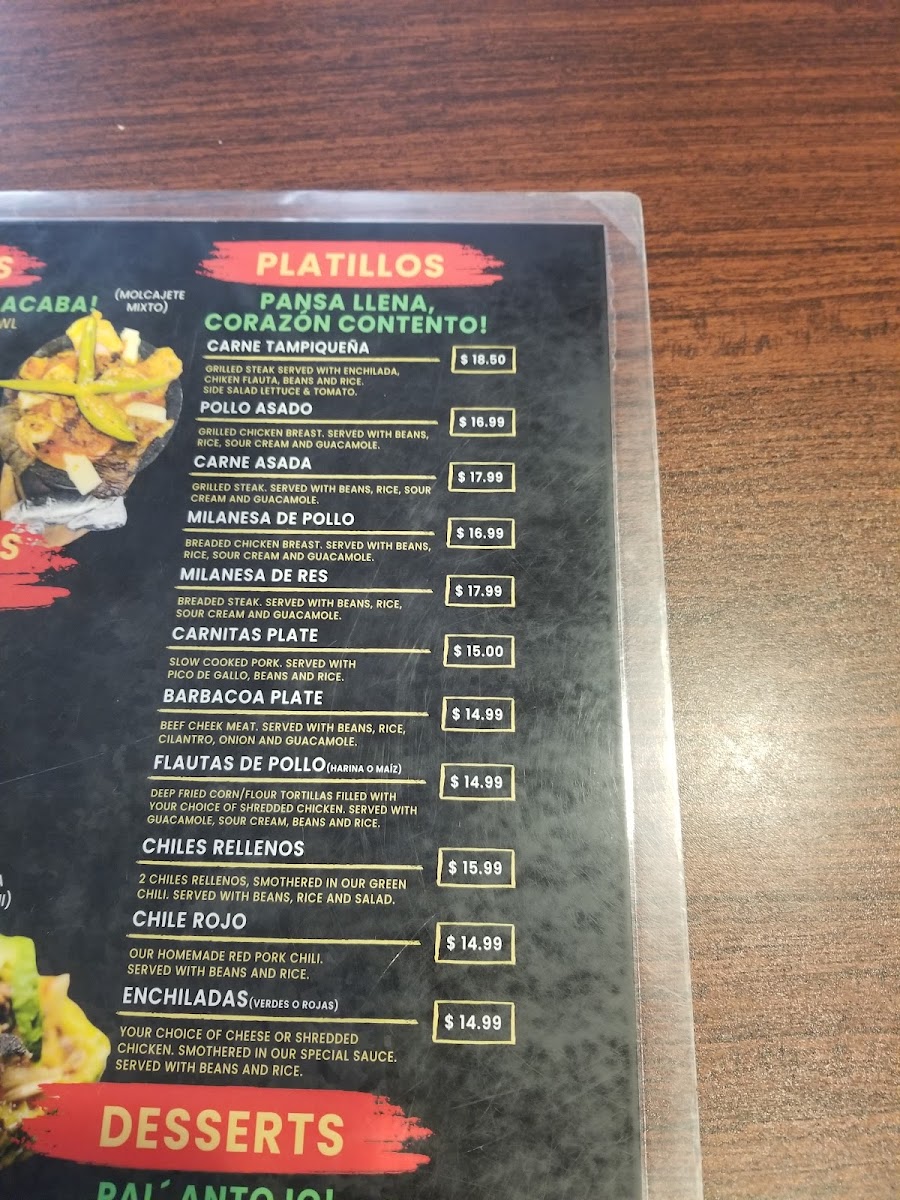 S
ACABA!
WL
(MOLCAJETE
MIXTO)
S
PLATILLOS
PANSA LLENA,
CORAZÓN CONTENTO!
CARNE TAMPIQUEÑA
$ 18.50
GRILLED STEAK SERVED WITH ENCHILADA,
CHIKEN FLAUTA, BEANS AND RICE.
SIDE SALAD LETTUCE & TOMATO.
POLLO ASADO
$ 16.99
GRILLED CHICKEN BREAST. SERVED WITH BEANS,
RICE, SOUR CREAM AND GUACAMOLE.
CARNE ASADA
$ 17.99
GRILLED STEAK. SERVED WITH BEANS, RICE, SOUR
CREAM AND GUACAMOLE.
MILANESA DE POLLO
$ 16.99
BREADED CHICKEN BREAST. SERVED WITH BEANS,
RICE, SOUR CREAM AND GUACAMOLE.
MILANESA DE RES
$ 17.99
BREADED STEAK. SERVED WITH BEANS, RICE,
SOUR CREAM AND GUACAMOLE.
CARNITAS PLATE
$ 15.00
SLOW COOKED PORK. SERVED WITH
PICO DE GALLO, BEANS AND RICE.
BARBACOA PLATE
$ 14.99
BEEF CHEEK MEAT. SERVED WITH BEANS, RICE,
CILANTRO, ONION AND GUACAMOLE.
FLAUTAS DE POLLO(HARINA O MAÍZ)
$ 14.99
DEEP FRIED CORN/FLOUR TORTILLAS FILLED WITH
YOUR CHOICE OF SHREDDED CHICKEN. SERVED WITH
GUACAMOLE, SOUR CREAM, BEANS AND RICE.
CHILES RELLENOS
$ 15.99
2 CHILES RELLENOS, SMOTHERED IN OUR GREEN
CHILI. SERVED WITH BEANS, RICE AND SALAD.
CHILE ROJO
$ 14.99
OUR HOMEMADE RED PORK CHILI.
SERVED WITH BEANS AND RICE.
ENCHILADAS(VERDES O ROJAS)
$ 14.99
YOUR CHOICE OF CHEESE OR SHREDDED
CHICKEN. SMOTHERED IN OUR SPECIAL SAUCE.
SERVED WITH BEANS AND RICE.
DESSERTS
PAL´ANTOJO!